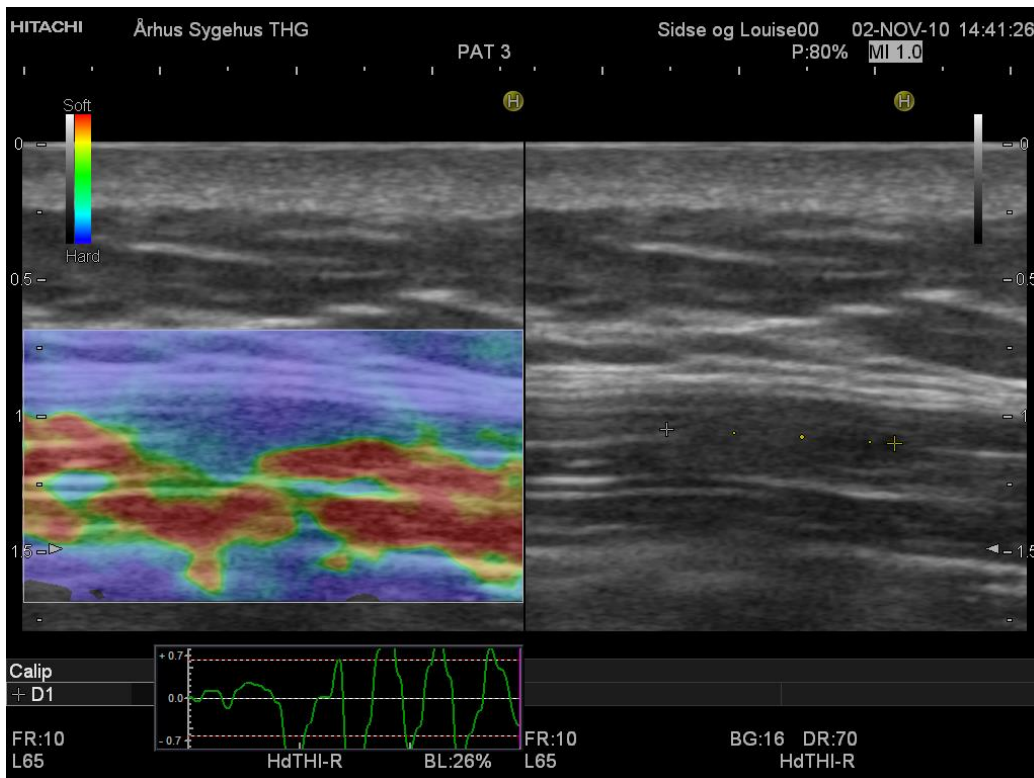 HITACHI Århus Sygehus THG Sidse og Louise00 02-NOV-10 14:41:26
PAT 3 P:80% MI 1.0
H H
Soft
0 0
Hard
0.5 0.5
1 1
1.5 1.5
Calip
+ D1
+ 0.7
0.0
- 0.7
FR:10 FR:10 BG:16 DR:70
L65 HdTHI-R BL:26% L65 HdTHI-R